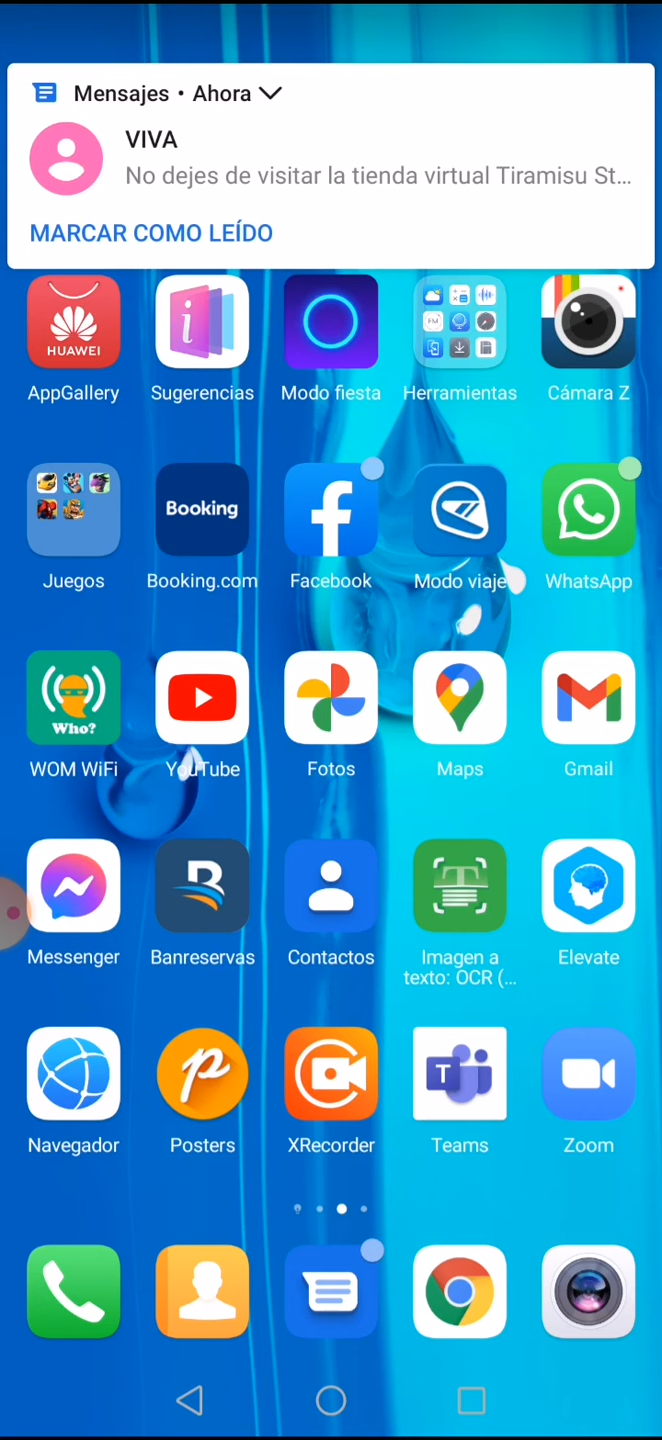 Mensajes • Ahora
VIVA
No dejes de visitar la tienda virtual Tiramisu St...
MARCAR COMO LEÍDO
HUAWEI
AppGallery Sugerencias Modo fiesta Herramientas Cámara Z
Booking
Juegos Booking.com Facebook Modo viaje WhatsApp
Who?
WOM WiFi YouTube Fotos Maps Gmail
Messenger Banreservas Contactos Imagen a Elevate
texto: OCR (...
Navegador Posters XRecorder Teams Zoom